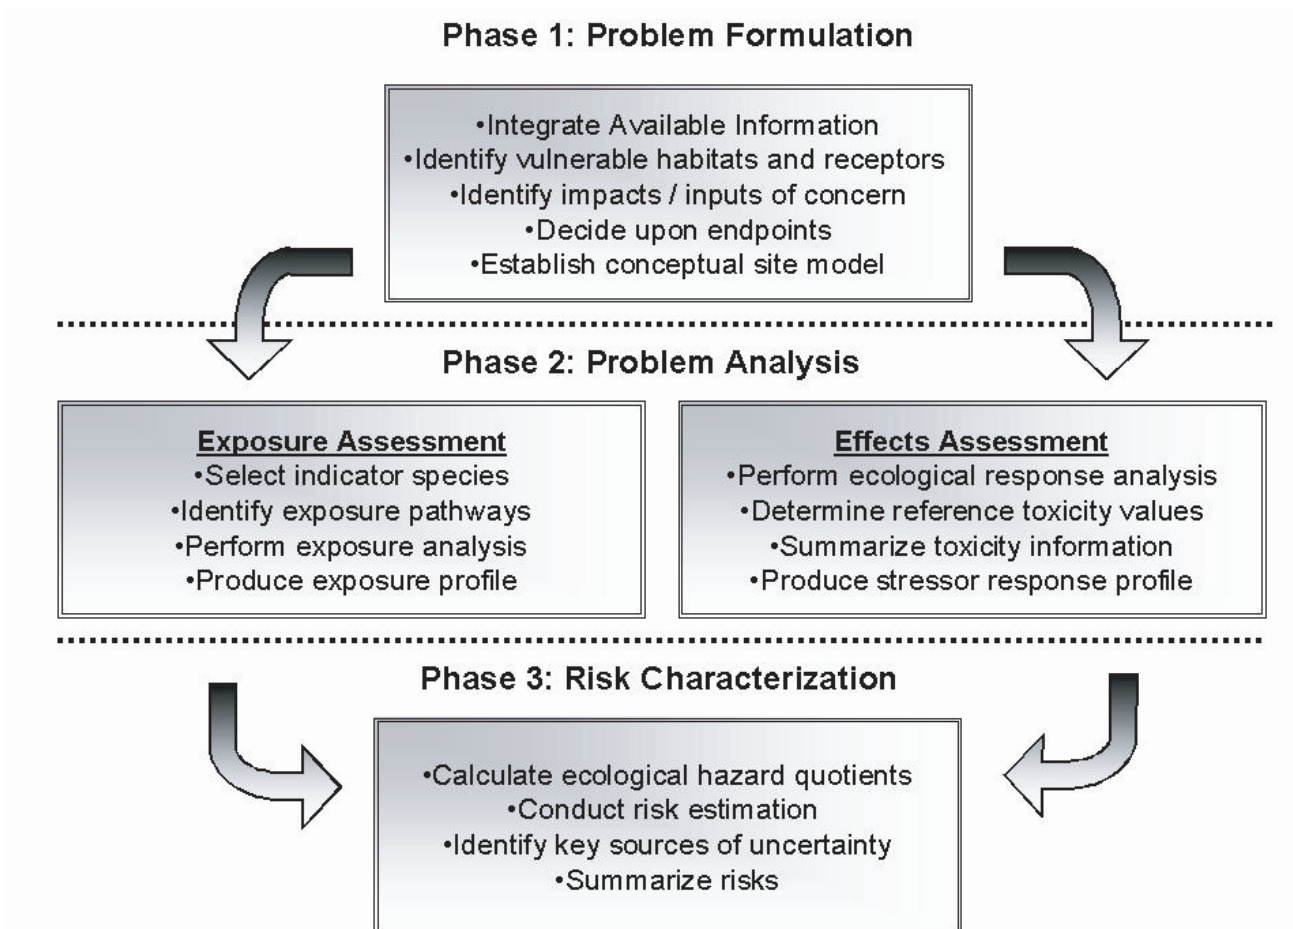 Phase 1: Problem Formulation
•Integrate Available Information
•Identify vulnerable habitats and receptors
•Identify impacts / inputs of concern
•Decide upon endpoints
•Establish conceptual site model
Phase 2: Problem Analysis
Exposure Assessment
•Select indicator species
•Identify exposure pathways
•Perform exposure analysis
•Produce exposure profile
Effects Assessment
•Perform ecological response analysis
•Determine reference toxicity values
•Summarize toxicity information
•Produce stressor response profile
Phase 3: Risk Characterization
•Calculate ecological hazard quotients
•Conduct risk estimation
•Identify key sources of uncertainty
•Summarize risks